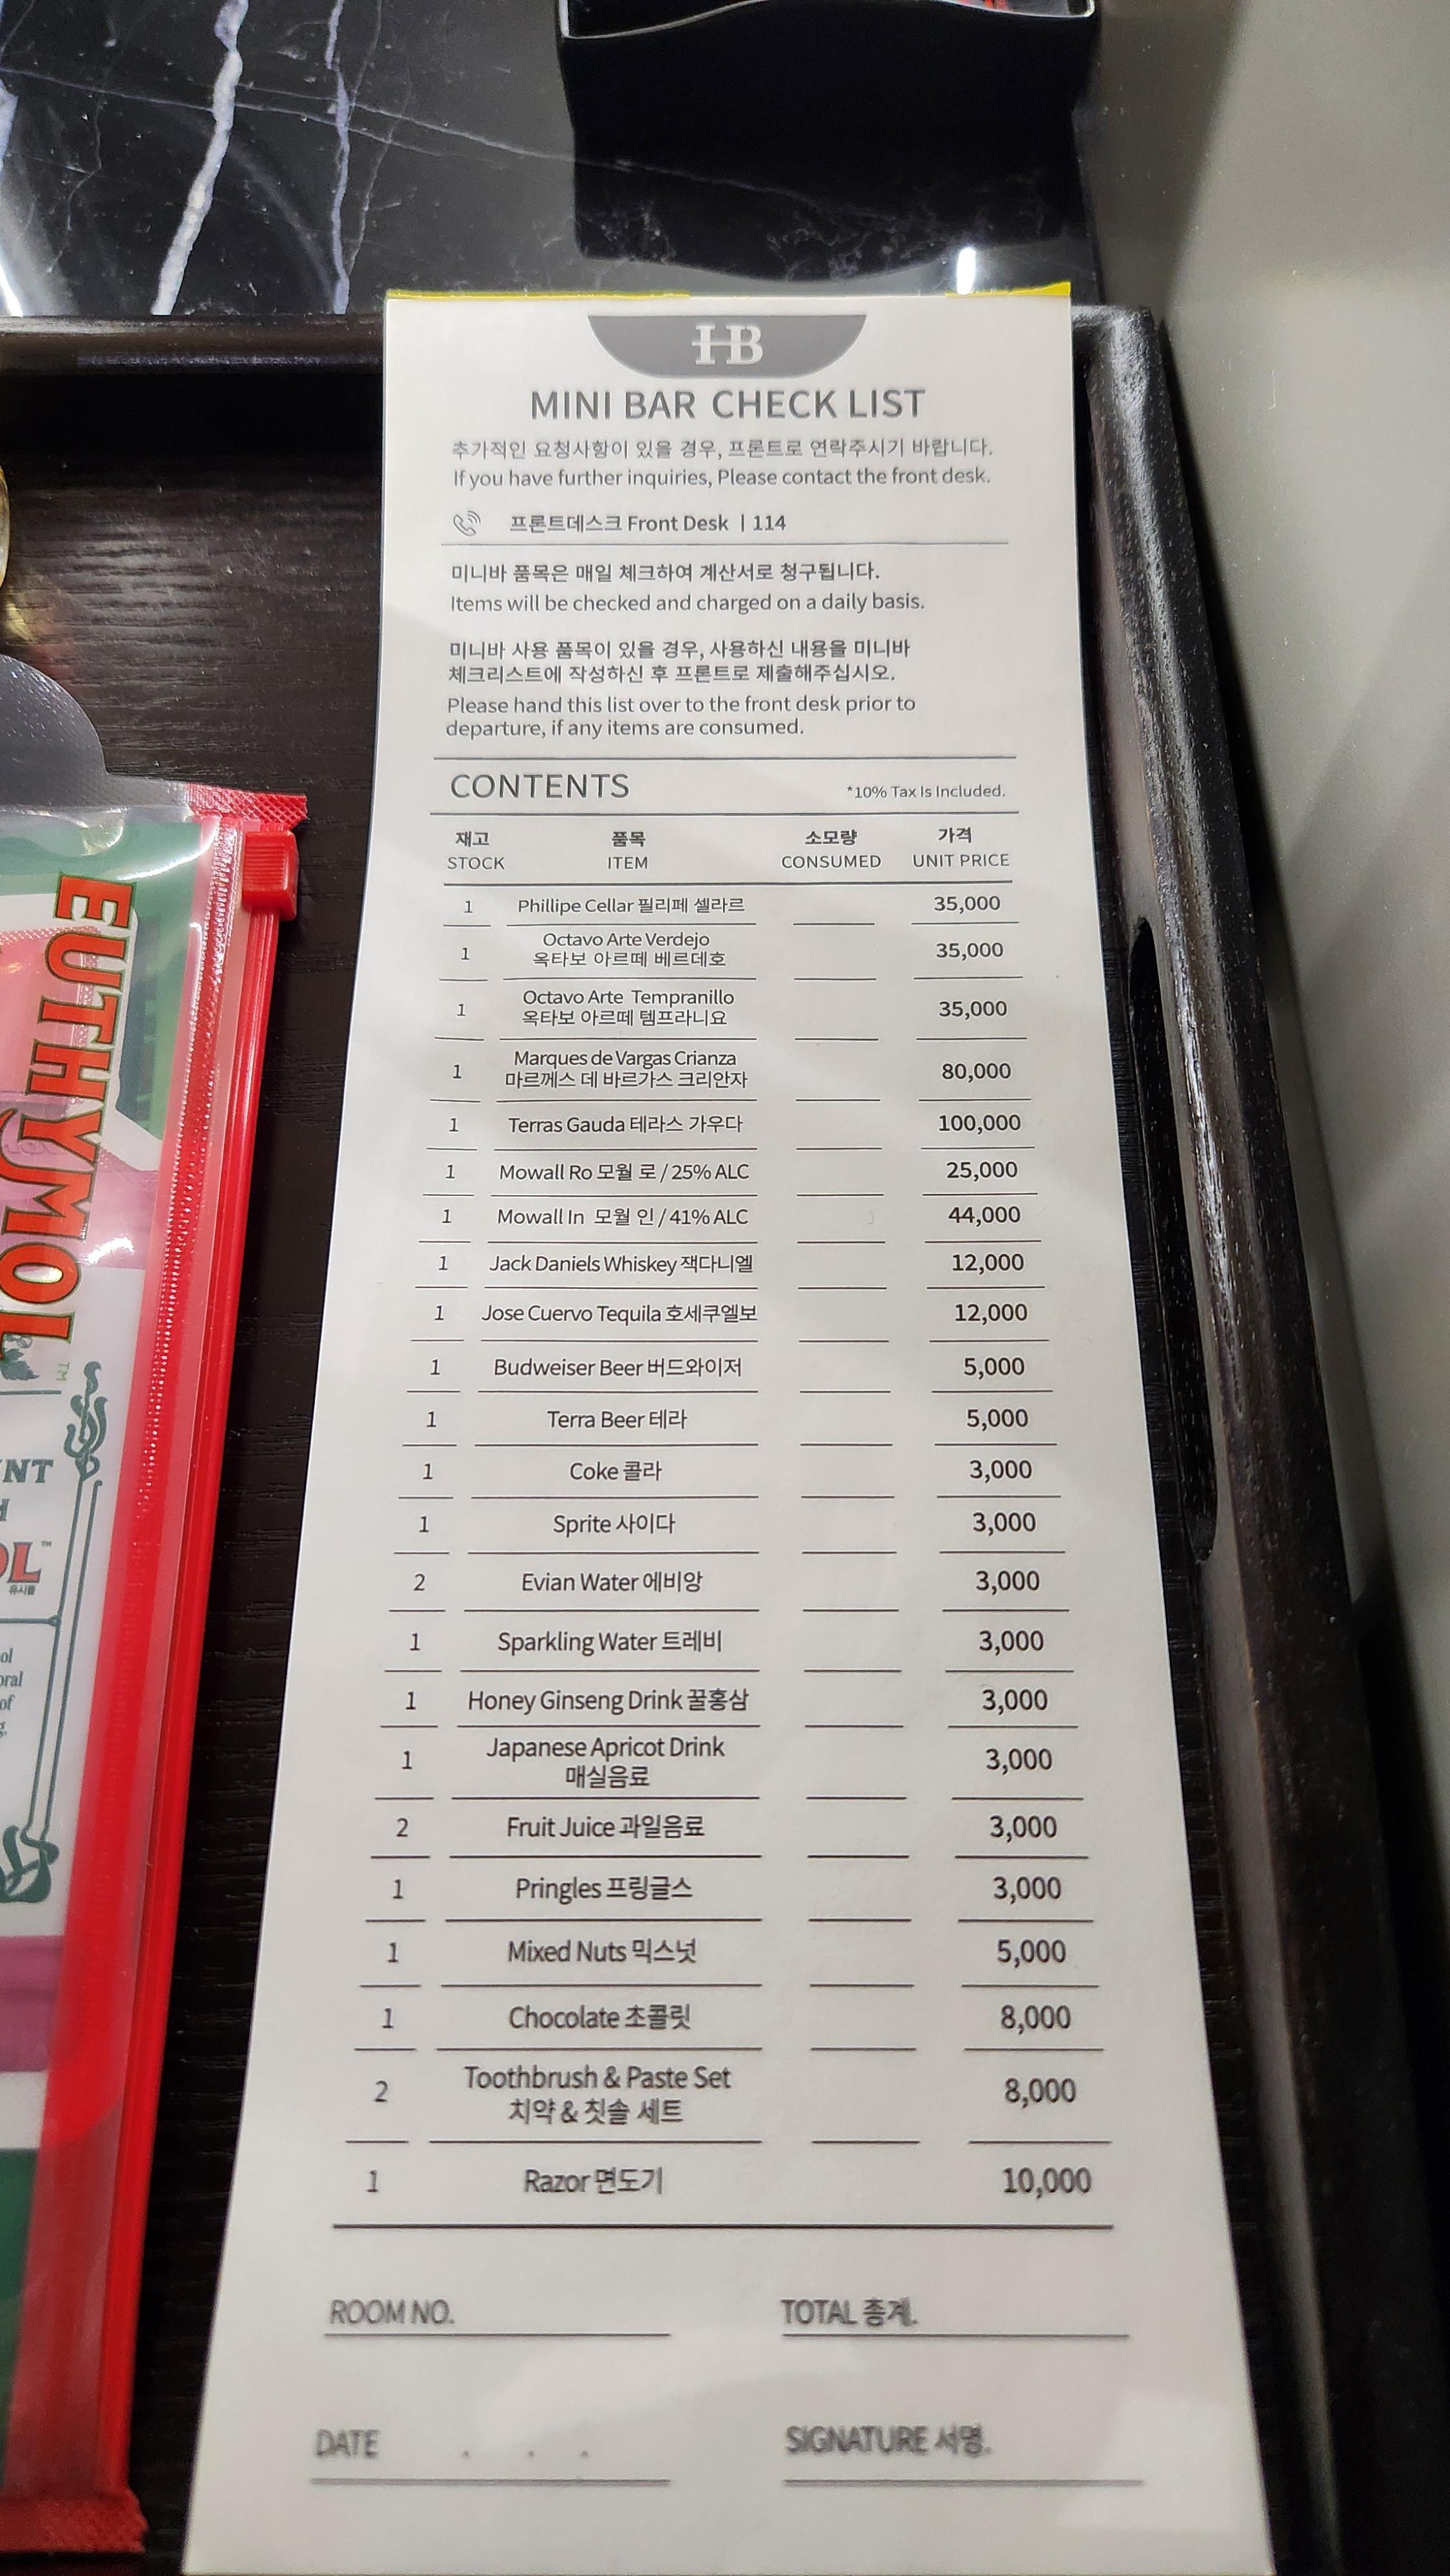 HB
MINI BAR CHECK LIST
추가적인 요청사항이 있을 경우, 프론트로 연락주시기 바랍니다.
If you have further inquiries, Please contact the front desk.
프론트데스크 Front Desk | 114
미니바 품목은 매일 체크하여 계산서로 청구됩니다.
Items will be checked and charged on a daily basis.
미니바 사용 품목이 있을 경우, 사용하신 내용을 미니바
체크리스트에 작성하신 후 프론트로 제출해주십시오.
Please hand this list over to the front desk prior to
departure, if any items are consumed.
CONTENTS *10% Tax Is Included.
재고 품목 소모량 가격
STOCK ITEM CONSUMED UNIT PRICE
1 Phillipe Cellar 필리페 셀라르 35,000
Octavo Arte Verdejo
1 옥타보 아르떼 베르데호 35,000
Octavo Arte Tempranillo
1 옥타보 아르떼 템프라니요 35,000
Marques de Vargas Crianza
1 마르께스 데 바르가스 크리안자 80,000
1 Terras Gauda 테라스 가우다 100,000
1 Mowall Ro 모월 로 / 25% ALC 25,000
1 Mowall In 모월 인 / 41% ALC 44,000
1 Jack Daniels Whiskey 잭다니엘 12,000
1 Jose Cuervo Tequila 호세쿠엘보 12,000
1 Budweiser Beer 버드와이저 5,000
1 Terra Beer 테라 5,000
1 Coke 콜라 3,000
1 Sprite 사이다 3,000
2 Evian Water 에비앙 3,000
1 Sparkling Water 트레비 3,000
1 Honey Ginseng Drink 꿀홍삼 3,000
Japanese Apricot Drink
1 매실음료 3,000
2 Fruit Juice 과일음료 3,000
1 Pringles 프링글스 3,000
1 Mixed Nuts 믹스넛 5,000
1 Chocolate 초콜릿 8,000
Toothbrush & Paste Set
2 치약 & 칫솔 세트 8,000
1 Razor 면도기 10,000
ROOM NO. TOTAL 총계.
DATE . . . SIGNATURE 서명.
EUTHYMOL
유시몰
of